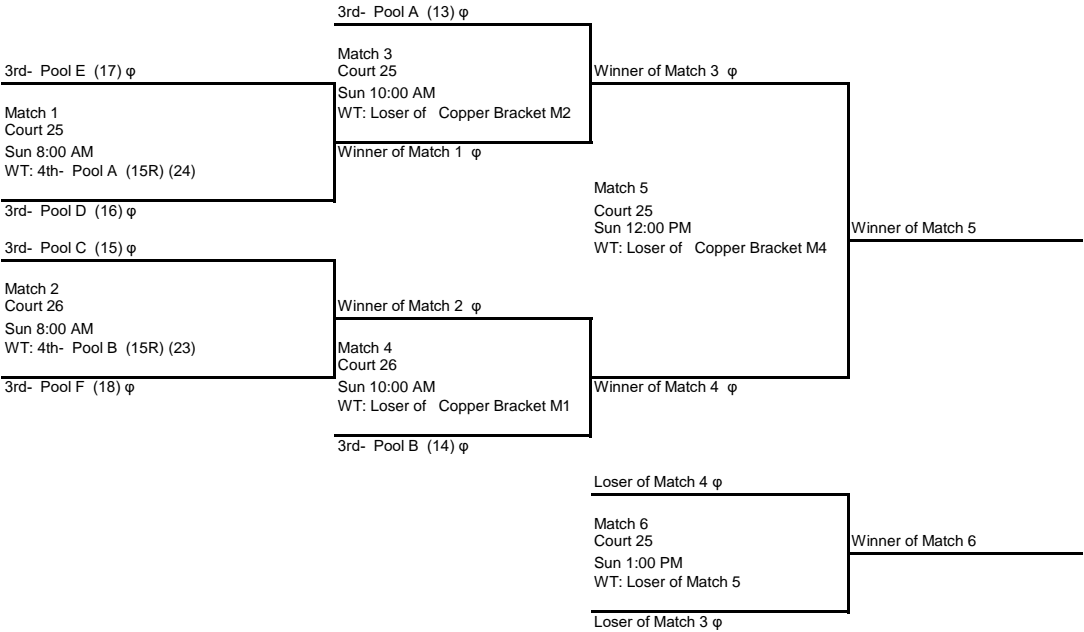 3rd- Pool A (13) φ
Match 3
Court 25
Sun 10:00 AM
WT: Loser of Copper Bracket M2
Winner of Match 1 φ
3rd- Pool E (17) φ
Match 1
Court 25
Sun 8:00 AM
WT: 4th- Pool A (15R) (24)
3rd- Pool D (16) φ
3rd- Pool C (15) φ
Match 2
Court 26
Sun 8:00 AM
WT: 4th- Pool B (15R) (23)
3rd- Pool F (18) φ
Winner of Match 2 φ
Match 4
Court 26
Sun 10:00 AM
WT: Loser of Copper Bracket M1
3rd- Pool B (14) φ
Winner of Match 3 φ
Match 5
Court 25
Sun 12:00 PM
WT: Loser of Copper Bracket M4
Winner of Match 4 φ
Winner of Match 5
Loser of Match 4 φ
Match 6
Court 25
Sun 1:00 PM
WT: Loser of Match 5
Loser of Match 3 φ
Winner of Match 6